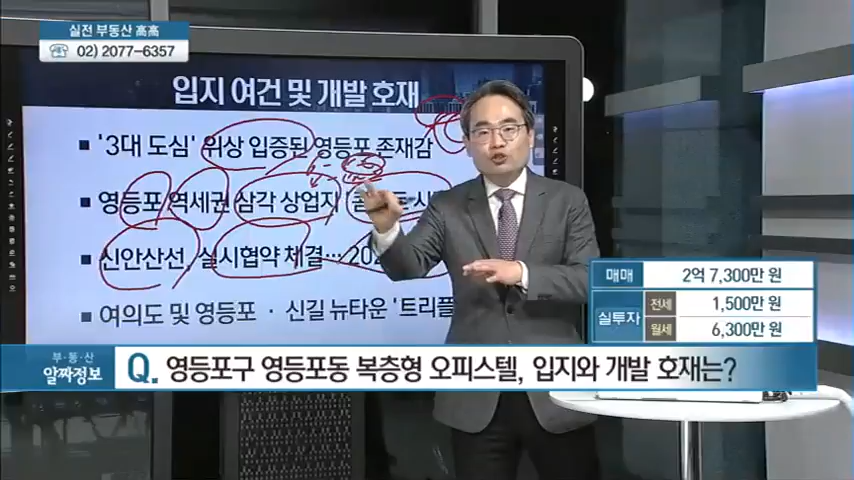 실전 부동산 高高
02) 2077-6357
입지 여건 및 개발 호재
■ '3대 도심' 위상 입증된 영등포 존재감
■ 영등포 역세권 삼각 상업지
■ 신안산선, 실시협약 체결… 202
■ 여의도 및 영등포 · 신길 뉴타운 '트리플
매매 2억 7,300만 원
실투자 전세 1,500만 원
월세 6,300만 원
부·동·산
알짜정보
Q. 영등포구 영등포동 복층형 오피스텔, 입지와 개발 호재는?